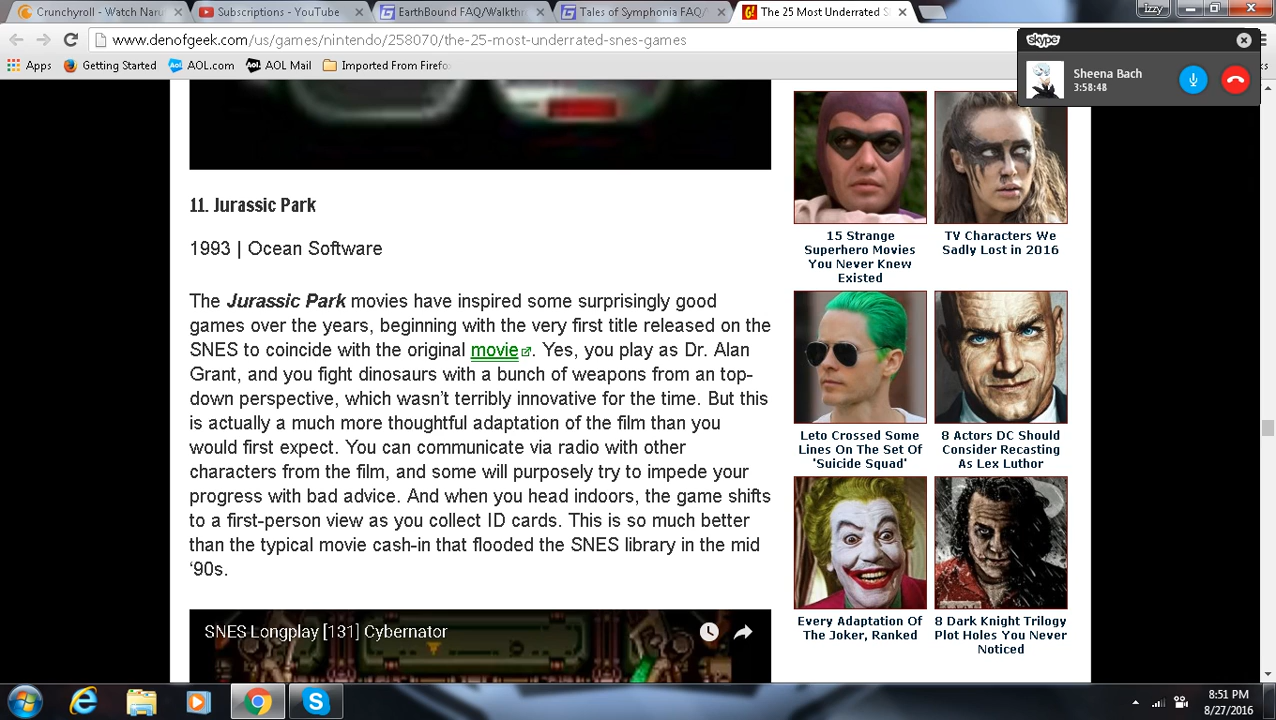 Crunchyroll - Watch Naru
Subscriptions - YouTube
EarthBound FAQ/Walkthr
Tales of Symphonia FAQ/
The 25 Most Underrated S
Izzy
www.denofgeek.com/us/games/nintendo/258070/the-25-most-underrated-snes-games
Apps
Getting Started
AOL.com
AOL Mail
Imported From Firefo
skype
Sheena Bach
3:58:48
11. Jurassic Park
1993 | Ocean Software
The Jurassic Park movies have inspired some surprisingly good
games over the years, beginning with the very first title released on the
SNES to coincide with the original movie. Yes, you play as Dr. Alan
Grant, and you fight dinosaurs with a bunch of weapons from an top-
down perspective, which wasn’t terribly innovative for the time. But this
is actually a much more thoughtful adaptation of the film than you
would first expect. You can communicate via radio with other
characters from the film, and some will purposely try to impede your
progress with bad advice. And when you head indoors, the game shifts
to a first-person view as you collect ID cards. This is so much better
than the typical movie cash-in that flooded the SNES library in the mid
‘90s.
SNES Longplay [131] Cybernator
15 Strange
Superhero Movies
You Never Knew
Existed
TV Characters We
Sadly Lost in 2016
Leto Crossed Some
Lines On The Set Of
'Suicide Squad'
8 Actors DC Should
Consider Recasting
As Lex Luthor
Every Adaptation Of
The Joker, Ranked
8 Dark Knight Trilogy
Plot Holes You Never
Noticed
8:51 PM
8/27/2016